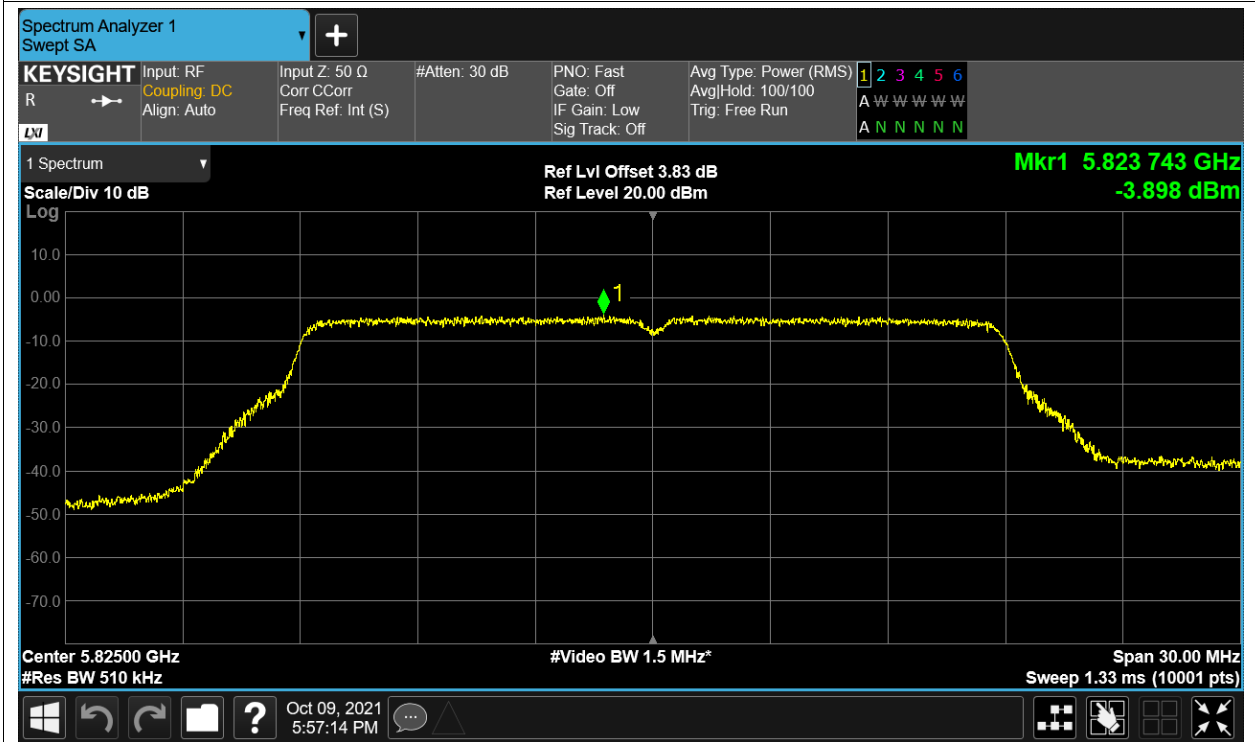 Spectrum Analyzer 1
Swept SA
+
KEYSIGHT
R
LXI
Input: RF
Coupling: DC
Align: Auto
Input Z: 50 Ω
Corr CCorr
Freq Ref: Int (S)
#Atten: 30 dB
PNO: Fast
Gate: Off
IF Gain: Low
Sig Track: Off
Avg Type: Power (RMS)
Avg|Hold: 100/100
Trig: Free Run
1 2 3 4 5 6
A W W W W W
A N N N N N
1 Spectrum
Scale/Div 10 dB
Log
Ref Lvl Offset 3.83 dB
Ref Level 20.00 dBm
Mkr1 5.823 743 GHz
-3.898 dBm
10.0
0.00
1
-10.0
-20.0
-30.0
-40.0
-50.0
-60.0
-70.0
Center 5.82500 GHz
#Res BW 510 kHz
#Video BW 1.5 MHz*
Span 30.00 MHz
Sweep 1.33 ms (10001 pts)
?
Oct 09, 2021
5:57:14 PM